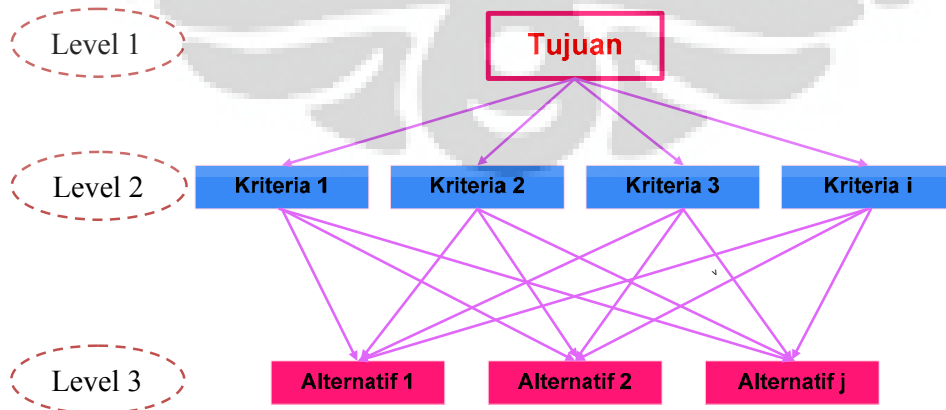 Level 1
Tujuan
Level 2
Kriteria 1
Kriteria 2
Kriteria 3
Kriteria i
v
Level 3
Alternatif 1
Alternatif 2
Alternatif j